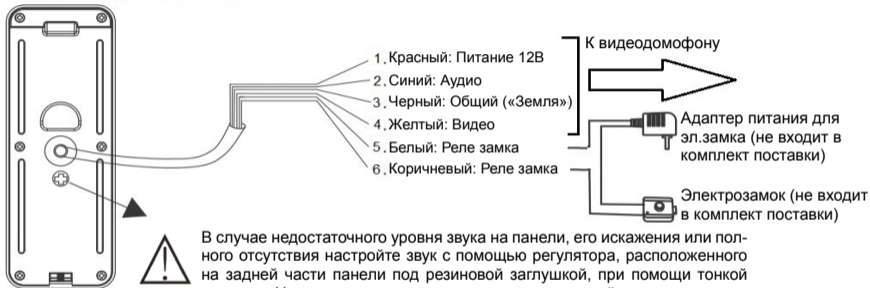 1. Красный: Питание 12В
2. Синий: Аудио
3. Черный: Общий («Земля»)
4. Желтый: Видео
5. Белый: Реле замка
6. Коричневый: Реле замка
К видеодомофону
Адаптер питания для
эл.замка (не входит в
комплект поставки)
Электрозамок (не входит
в комплект поставки)
В случае недостаточного уровня звука на панели, его искажения или пол-
ного отсутствия настройте звук с помощью регулятора, расположенного
на задней части панели под резиновой заглушкой, при помощи тонкой